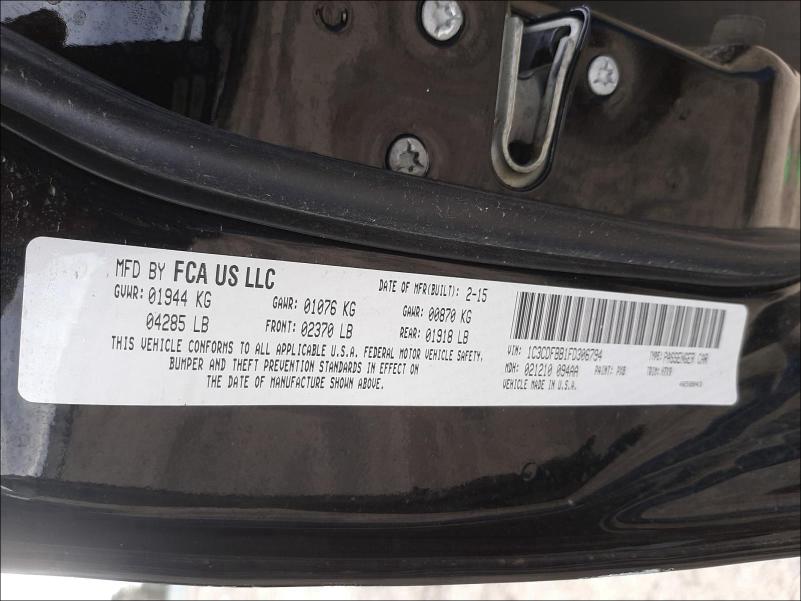 MFD BY FCA US LLC
DATE OF MFR(BUILT): 2-15
GVWR: 01944 KG
GAWR: 01076 KG
GAWR: 00870 KG
04285 LB
FRONT: 02370 LB
REAR: 01918 LB
THIS VEHICLE CONFORMS TO ALL APPLICABLE U.S.A. FEDERAL MOTOR VEHICLE SAFETY,
BUMPER AND THEFT PREVENTION STANDARDS IN EFFECT ON
THE DATE OF MANUFACTURE SHOWN ABOVE.
VIN: 1C3CDFBB1FD306794
TYPE: PASSENGER CAR
MDH: 021210 094AA
PAINT: PX8
TRIM:
VEHICLE MADE IN U.S.A.